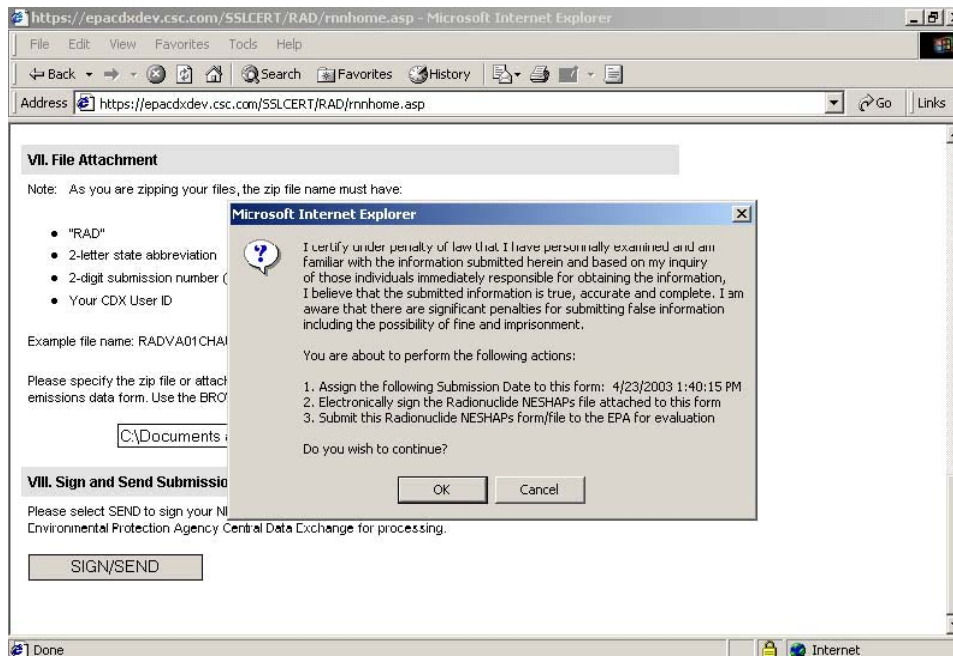 https://epacdxdev.csc.com/SSLCERT/RAD/rnnhome.asp - Microsoft Internet Explorer
File Edit View Favorites Tools Help
Back Search Favorites History
Address https://epacdxdev.csc.com/SSLCERT/RAD/rnnhome.asp Go Links
VII. File Attachment
Note: As you are zipping your files, the zip file name must have:
"RAD"
2-letter state abbreviation
2-digit submission number (
Your CDX User ID
Example file name: RADVA01CHA
Please specify the zip file or attach
emissions data form. Use the BRO
C:\Documents
VIII. Sign and Send Submissio
Please select SEND to sign your
Environmental Protection Agency Central Data Exchange for processing.
SIGN/SEND
Microsoft Internet Explorer
I certify under penalty of law that I have personnally examined and am
familiar with the information submitted herein and based on my inquiry
of those individuals immediately responsible for obtaining the information,
I believe that the submitted information is true, accurate and complete. I am
aware that there are significant penalties for submitting false information
including the possibility of fine and imprisonment.
You are about to perform the following actions:
1. Assign the following Submission Date to this form: 4/23/2003 1:40:15 PM
2. Electronically sign the Radionuclide NESHAPs file attached to this form
3. Submit this Radionuclide NESHAPs form/file to the EPA for evaluation
Do you wish to continue?
OK Cancel
Done Internet